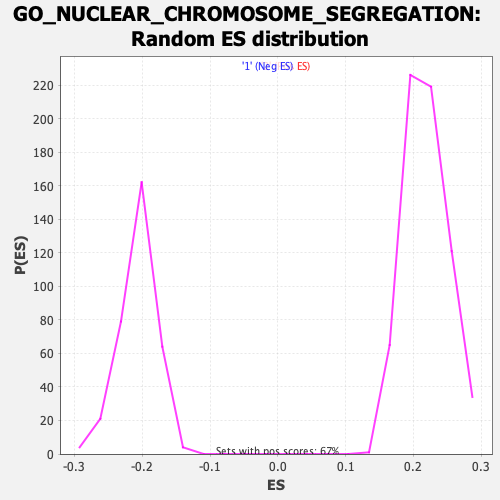 GO_NUCLEAR_CHROMOSOME_SEGREGATION:
Random ES distribution
'1' (Neg ES) ES)
220
200
180
160
140
120
100
80
60
40
20
0
P(ES)
Sets with pos scores: 67%
-0.3 -0.2 -0.1 0.0 0.1 0.2 0.3
ES